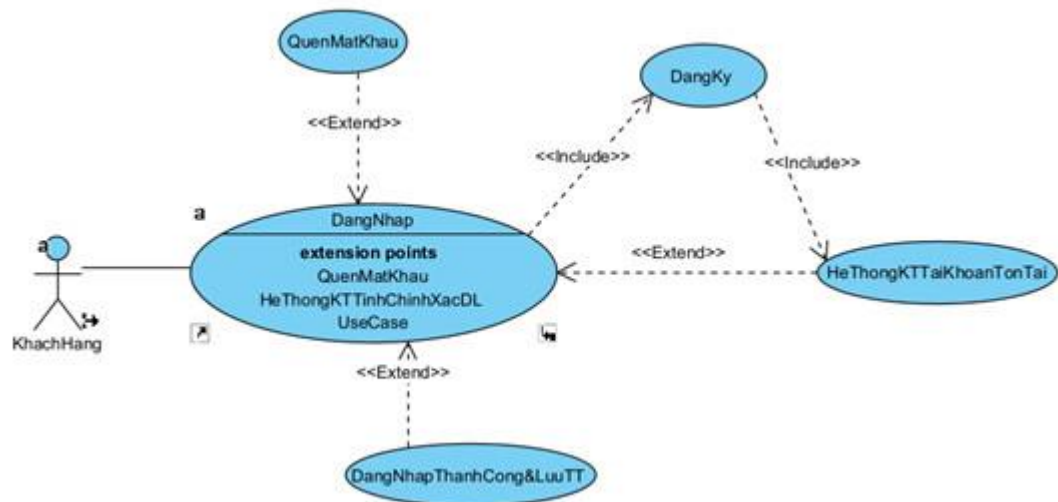 QuenMatKhau
DangKy
<<Extend>>
<<Include>>
<<Include>>
a
DangNhap
extension points
QuenMatKhau
HeThongKTTinhChinhXacDL
UseCase
<<Extend>>
HeThongKTTaiKhoanTonTai
a
KhachHang
<<Extend>>
DangNhapThanhCong&LuuTT